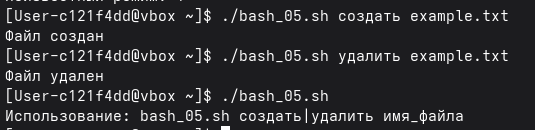 [User-c121f4dd@vbox ~]$ ./bash_05.sh создать example.txt
Файл создан
[User-c121f4dd@vbox ~]$ ./bash_05.sh удалить example.txt
Файл удален
[User-c121f4dd@vbox ~]$ ./bash_05.sh
Использование: bash_05.sh создать|удалить имя_файла